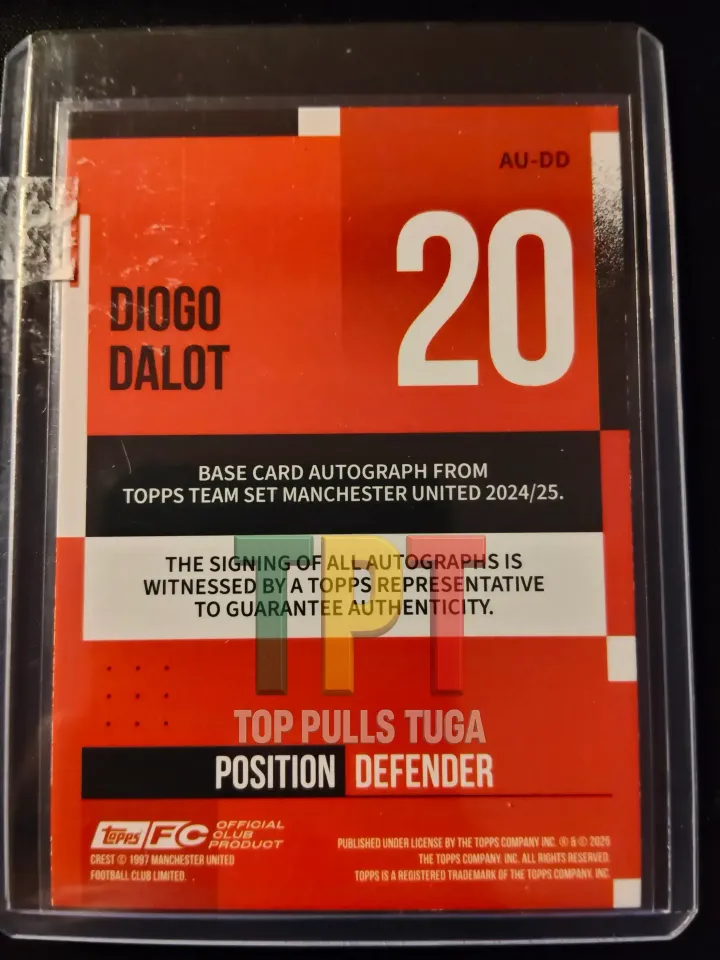 AU-DD
20
DIOGO
DALOT
BASE CARD AUTOGRAPH FROM
TOPPS TEAM SET MANCHESTER UNITED 2024/25.
THE SIGNING OF ALL AUTOGRAPHS IS
WITNESSED BY A TOPPS REPRESENTATIVE
TO GUARANTEE AUTHENTICITY.
TPT
TOP PULLS TUGA
POSITION DEFENDER
topps FC OFFICIAL
CLUB
PRODUCT
CREST © 1997 MANCHESTER UNITED
FOOTBALL CLUB LIMITED.
PUBLISHED UNDER LICENSE BY THE TOPPS COMPANY INC. ® & © 2025
THE TOPPS COMPANY, INC. ALL RIGHTS RESERVED.
TOPPS IS A REGISTERED TRADEMARK OF THE TOPPS COMPANY, INC.